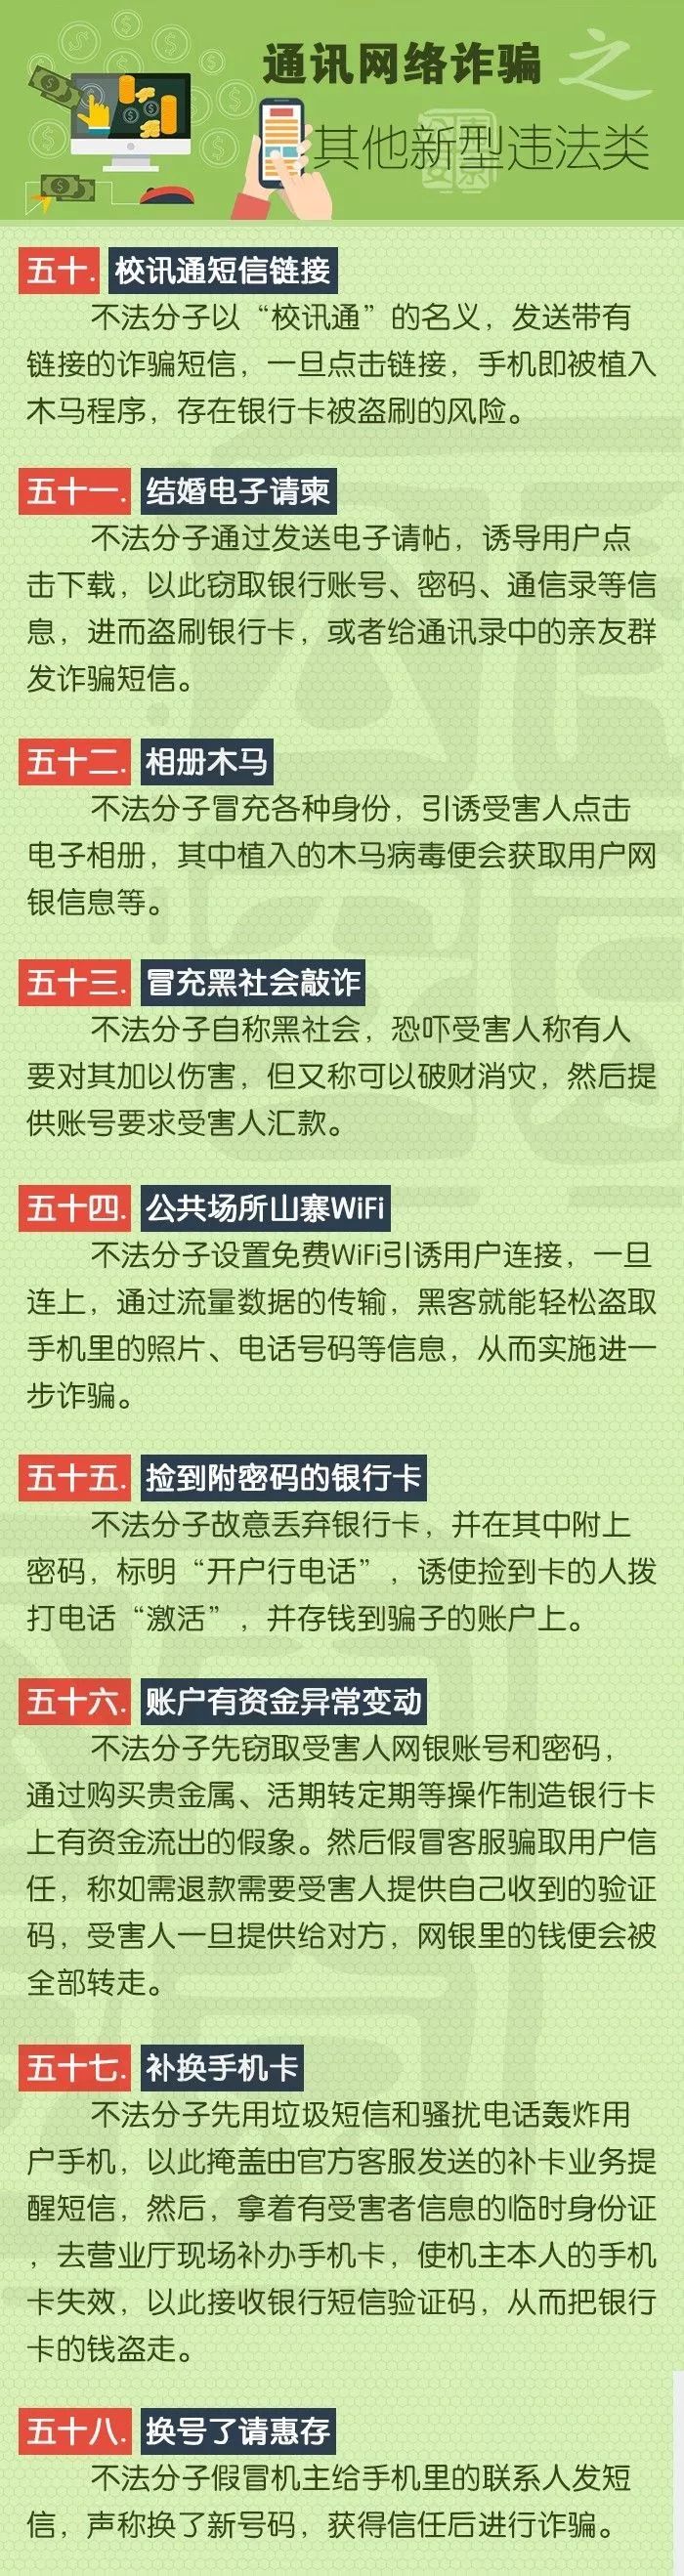 通讯网络诈骗之
其他新型违法类
五十. 校讯通短信链接
不法分子以“校讯通”的名义，发送带有
链接的诈骗短信，一旦点击链接，手机即被植入
木马程序，存在银行卡被盗刷的风险。
五十一. 结婚电子请柬
不法分子通过发送电子请帖，诱导用户点
击下载，以此窃取银行账号、密码、通信录等信
息，进而盗刷银行卡，或者给通讯录中的亲友群
发诈骗短信。
五十二. 相册木马
不法分子冒充各种身份，引诱受害人点击
电子相册，其中植入的木马病毒便会获取用户网
银信息等。
五十三. 冒充黑社会敲诈
不法分子自称黑社会，恐吓受害人称有人
要对其加以伤害，但又称可以破财消灾，然后提
供账号要求受害人汇款。
五十四. 公共场所山寨WiFi
不法分子设置免费WiFi引诱用户连接，一旦
连上，通过流量数据的传输，黑客就能轻松盗取
手机里的照片、电话号码等信息，从而实施进一
步诈骗。
五十五. 捡到附密码的银行卡
不法分子故意丢弃银行卡，并在其中附上
密码，标明“开户行电话”，诱使捡到卡的人拨
打电话“激活”，并存钱到骗子的账户上。
五十六. 账户有资金异常变动
不法分子先窃取受害人网银账号和密码，
通过购买贵金属、活期转定期等操作制造银行卡
上有资金流出的假象。然后假冒客服骗取用户信
任，称如需退款需要受害人提供自己收到的验证
码，受害人一旦提供给对方，网银里的钱便会被
全部转走。
五十七. 补换手机卡
不法分子先用垃圾短信和骚扰电话轰炸用
户手机，以此掩盖由官方客服发送的补卡业务提
醒短信，然后，拿着有受害者信息的临时身份证
，去营业厅现场补办手机卡，使机主本人的手机
卡失效，以此接收银行短信验证码，从而把银行
卡的钱盗走。
五十八. 换号了请惠存
不法分子假冒机主给手机里的联系人发短
信，声称换了新号码，获得信任后进行诈骗。